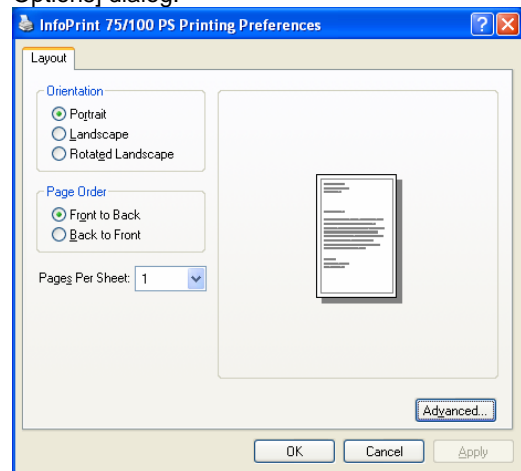 Options] dialog.
InfoPrint 75/100 PS Printing Preferences
Layout
Orientation
Portrait
Landscape
Rotated Landscape
Page Order
Front to Back
Back to Front
Pages Per Sheet: 1
Advanced...
OK Cancel Apply